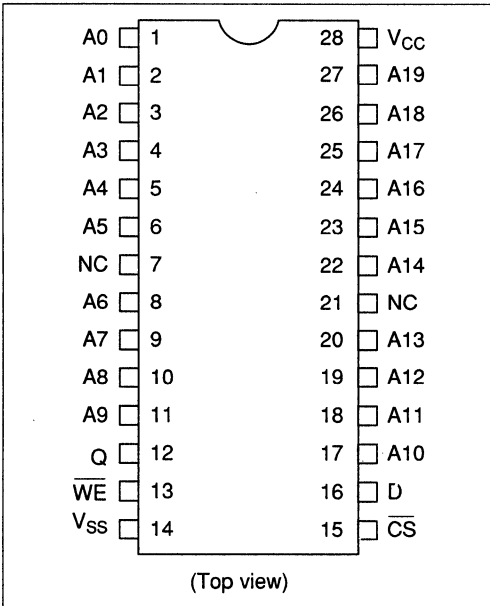 A0 1 28 VCC
A1 2 27 A19
A2 3 26 A18
A3 4 25 A17
A4 5 24 A16
A5 6 23 A15
NC 7 22 A14
A6 8 21 NC
A7 9 20 A13
A8 10 19 A12
A9 11 18 A11
Q 12 17 A10
W̅E̅ 13 16 D
VSS 14 15 C̅S̅
(Top view)